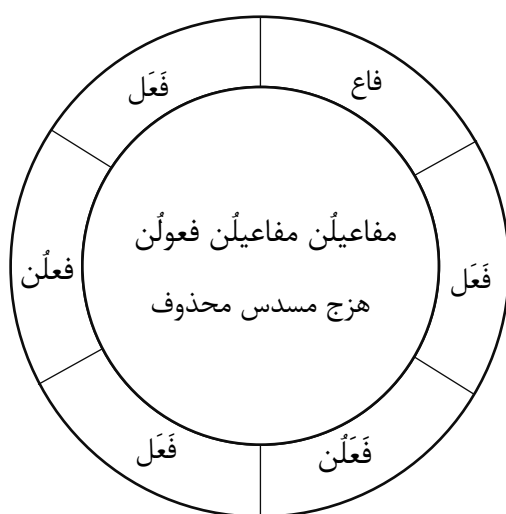 فاع
فَعَل
فَعَلُن
فَعَل
فعلُن
فَعَل
مفاعیلُن مفاعیلُن فعولُن
هزج مسدس محذوف